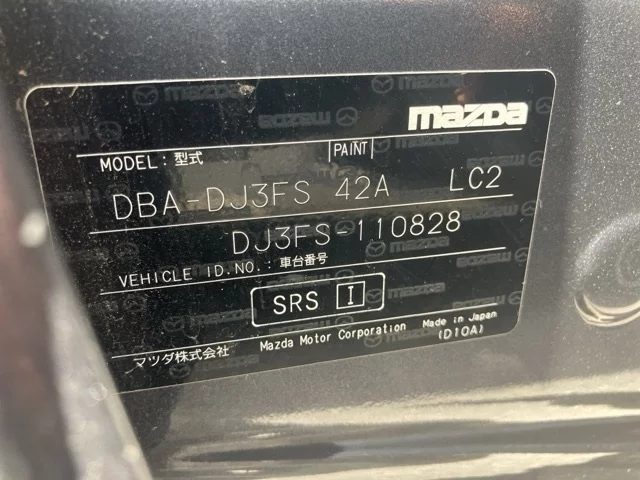 mazda
MODEL: 型式 PAINT
DBA-DJ3FS 42A LC2
DJ3FS-110828
VEHICLE ID.NO.: 車台番号
SRS I
マツダ株式会社 Mazda Motor Corporation Made in Japan
(D10A)